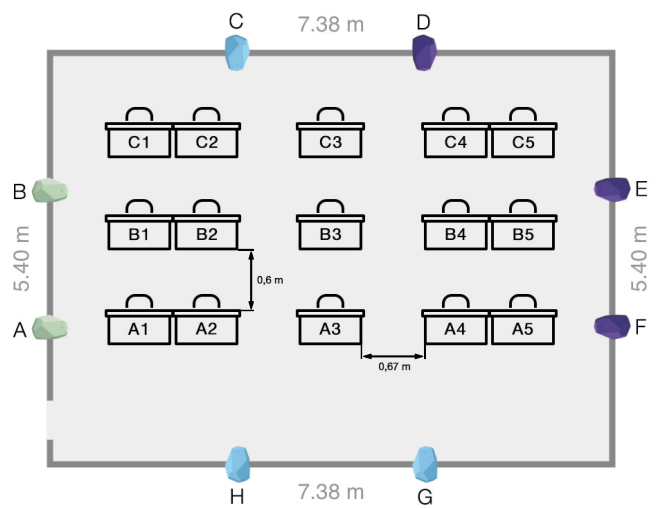 C 7.38 m D
C1 C2 C3 C4 C5
B E
B1 B2 B3 B4 B5
5.40 m 5.40 m
0,6 m
A A1 A2 A3 A4 A5 F
0,67 m
H 7.38 m G